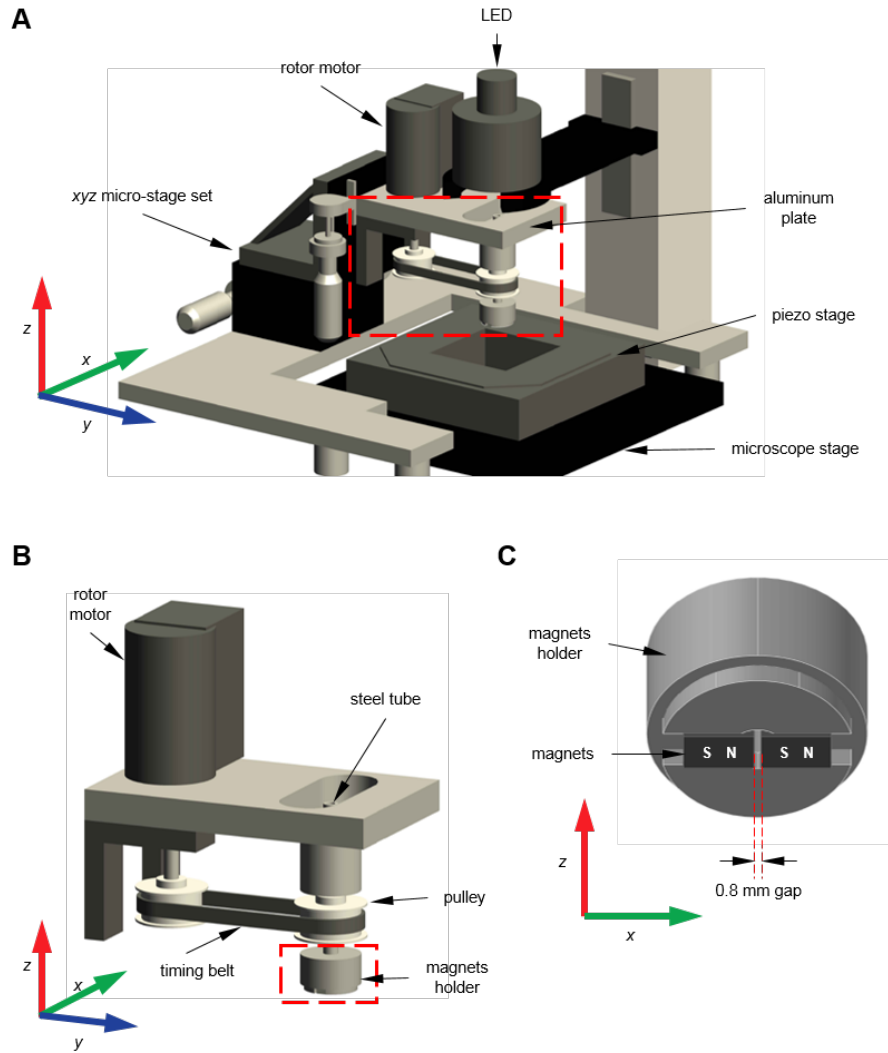 A
LED
rotor motor
xyz micro-stage set
aluminum
plate
piezo stage
z
x
y
microscope stage
B
C
rotor
motor
steel tube
pulley
timing belt
magnets
holder
z
x
y
magnets
holder
magnets
S N
S N
z
0.8 mm gap
x